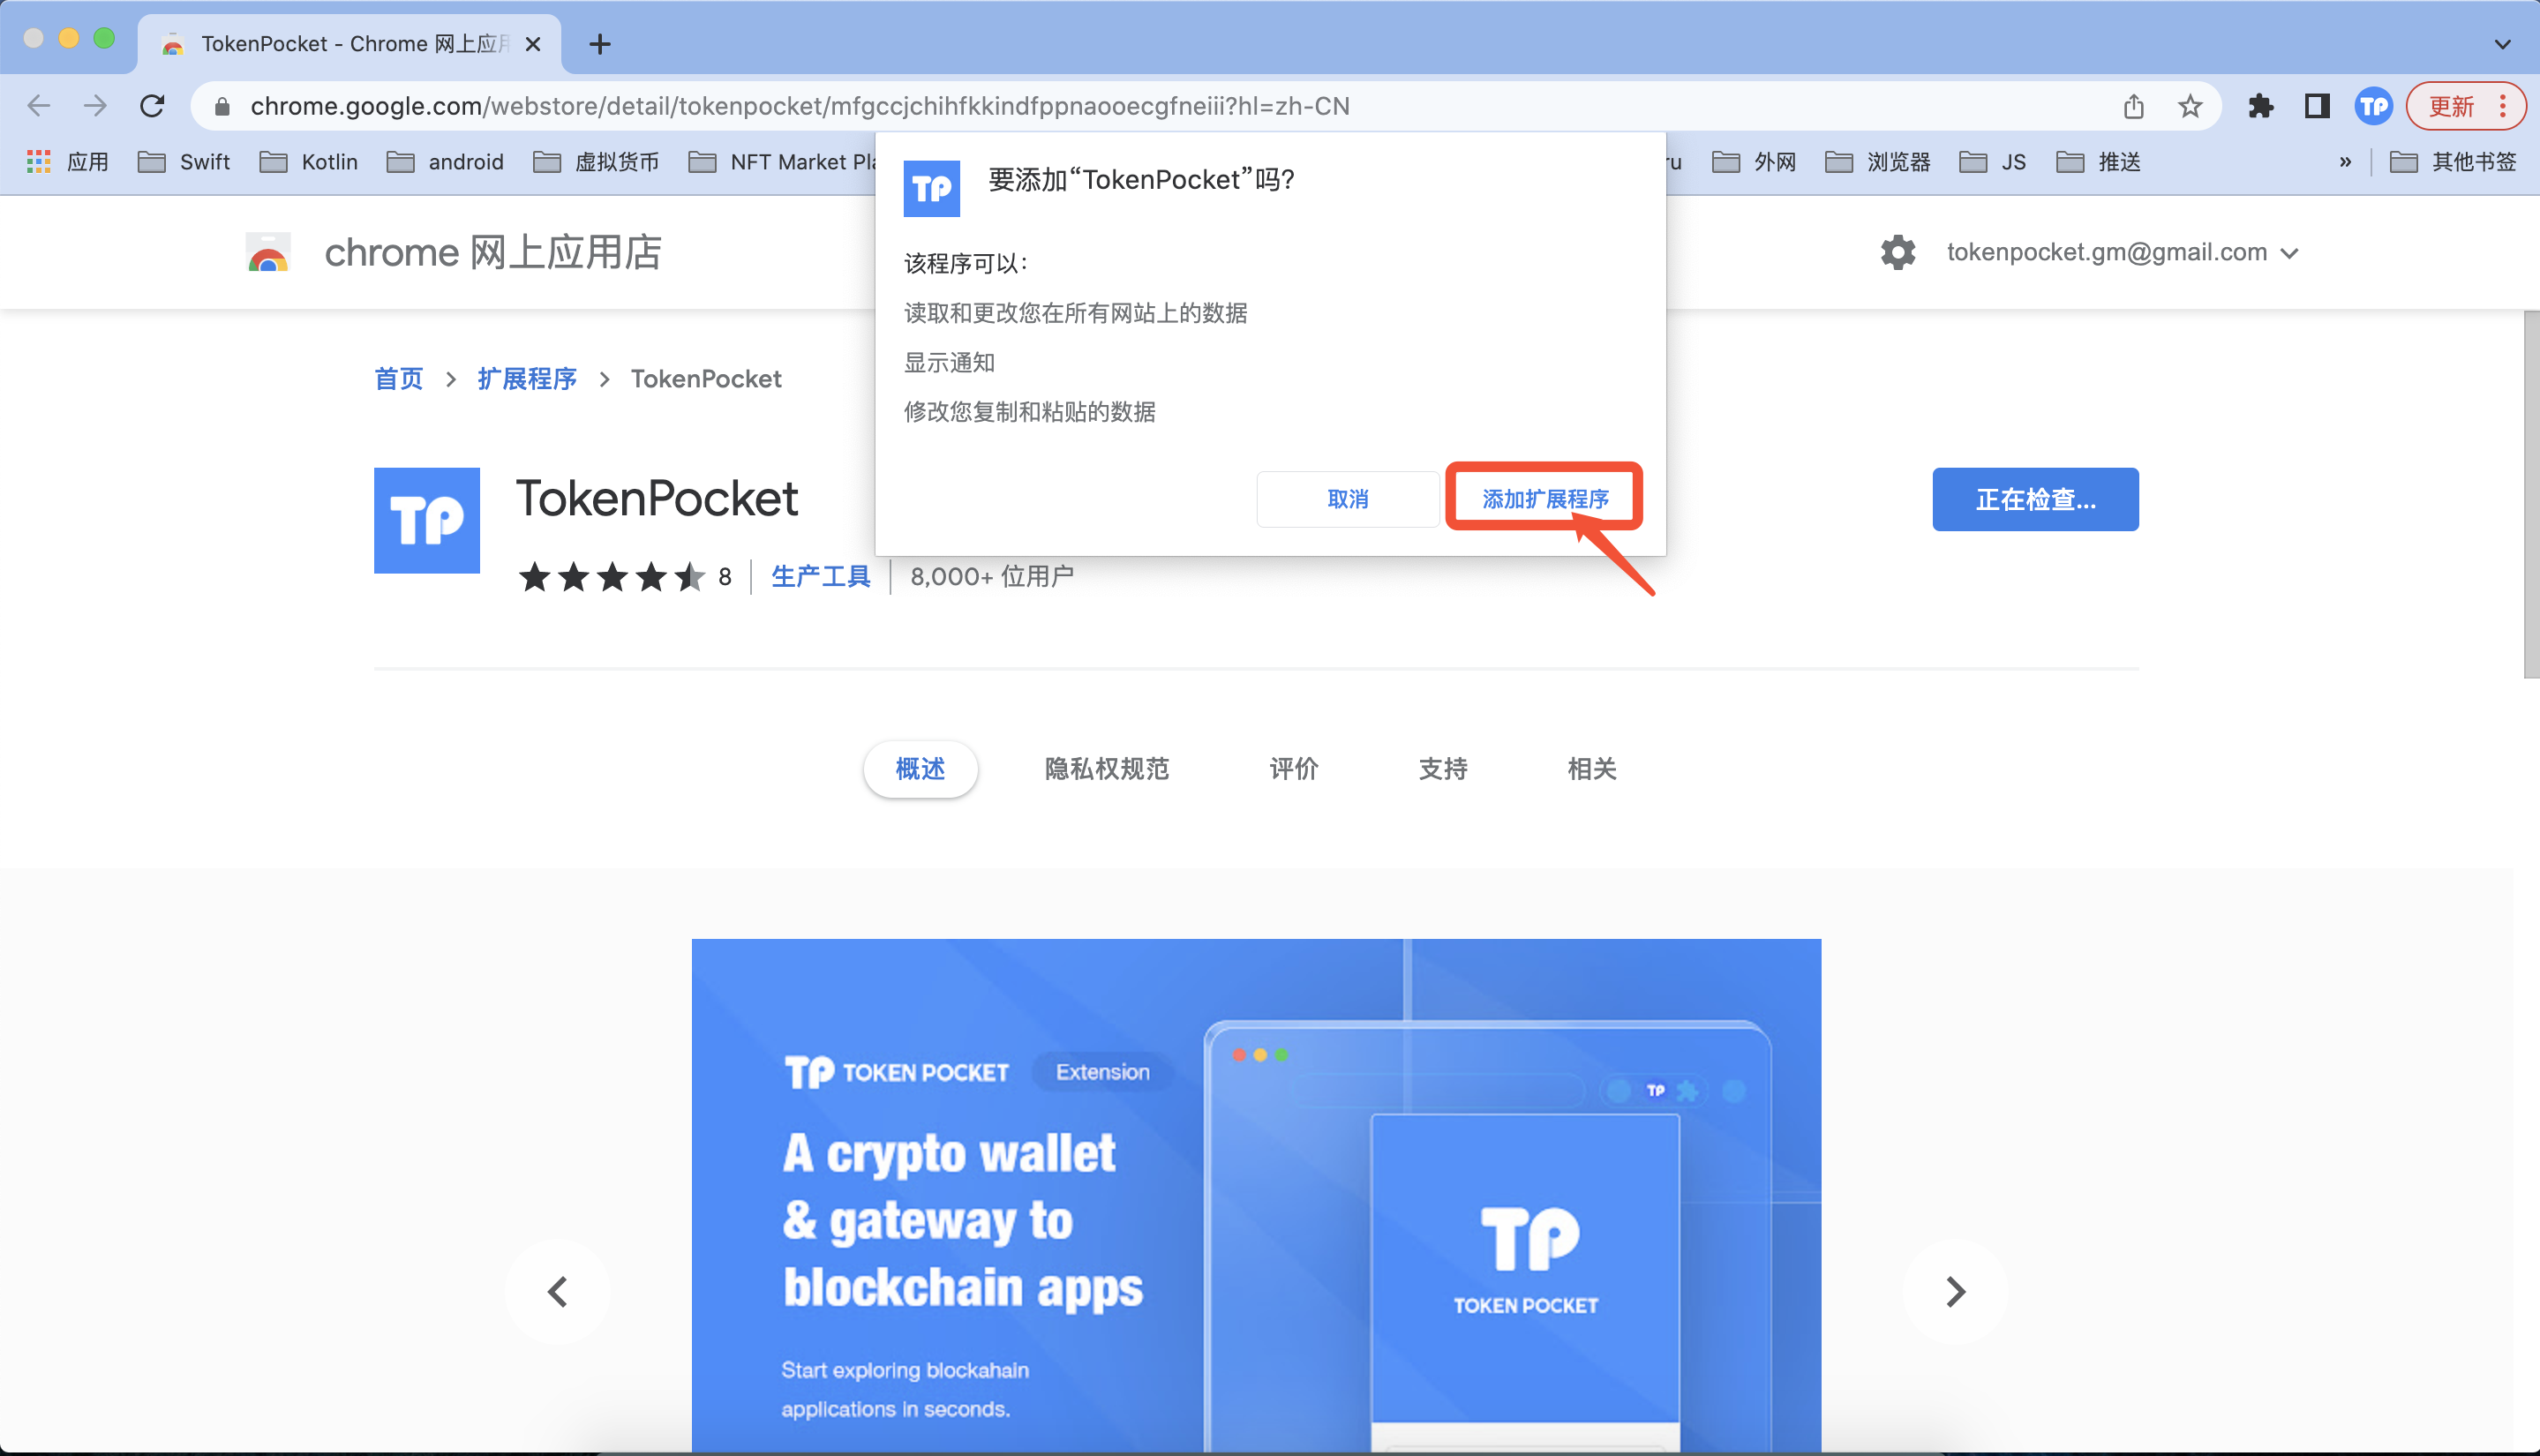 TokenPocket - Chrome 网上应用
chrome.google.com/webstore/detail/tokenpocket/mfgccjchihfkkindfppnaooecgfneiii?hl=zh-CN
TP
更新
应用
Swift
Kotlin
android
虚拟货币
NFT Market Pla
ru
外网
浏览器
JS
推送
»
其他书签
TP
要添加“TokenPocket”吗?
该程序可以：
读取和更改您在所有网站上的数据
显示通知
修改您复制和粘贴的数据
取消
添加扩展程序
chrome 网上应用店
tokenpocket.gm@gmail.com
首页 > 扩展程序 > TokenPocket
TP
TokenPocket
8
生产工具
8,000+ 位用户
正在检查...
概述
隐私权规范
评价
支持
相关
TP TOKEN POCKET
Extension
A crypto wallet
& gateway to
blockchain apps
Start exploring blockahain
applications in seconds.
TP
TP
TOKEN POCKET